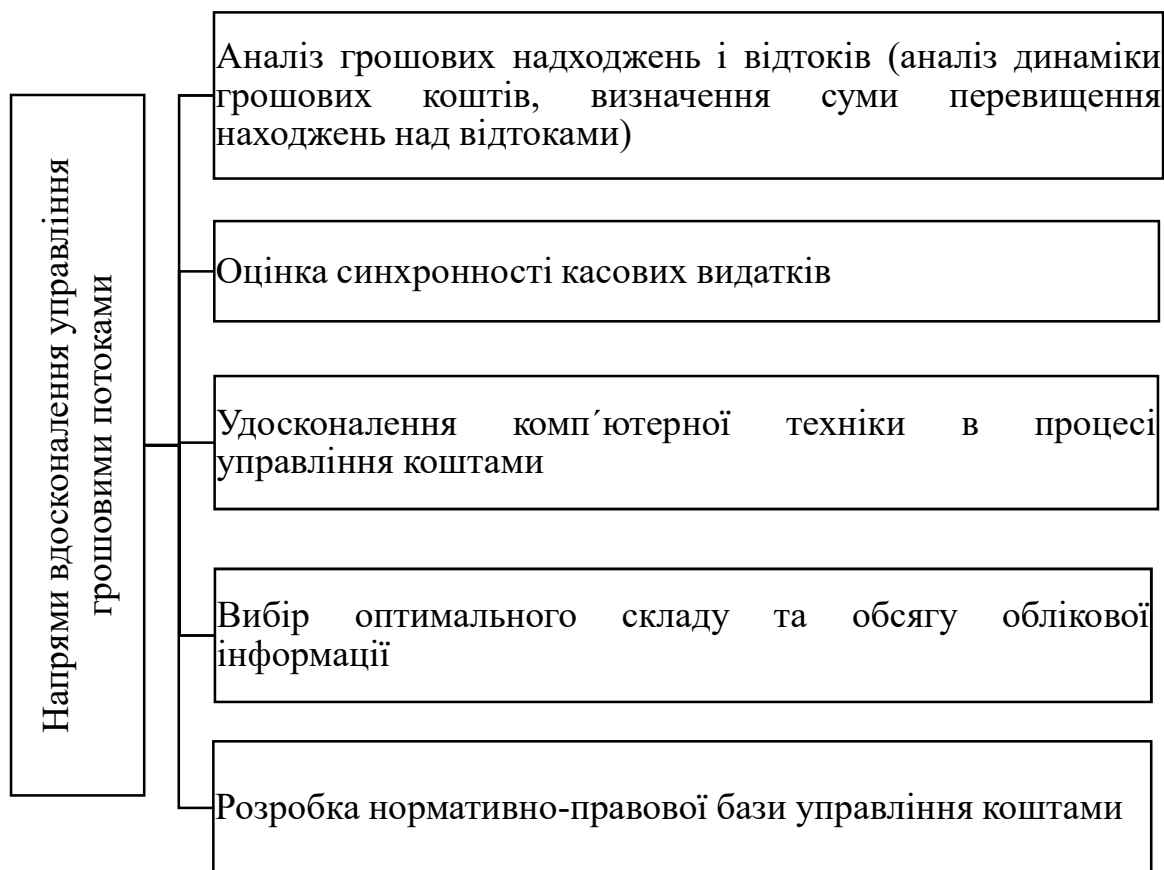 Напрями вдосконалення управління
грошовими потоками
Аналіз грошових надходжень і відтоків (аналіз динаміки
грошових коштів, визначення суми перевищення
находжень над відтоками)
Оцінка синхронності касових видатків
Удосконалення комп´ютерної техніки в процесі
управління коштами
Вибір оптимального складу та обсягу облікової
інформації
Розробка нормативно-правової бази управління коштами